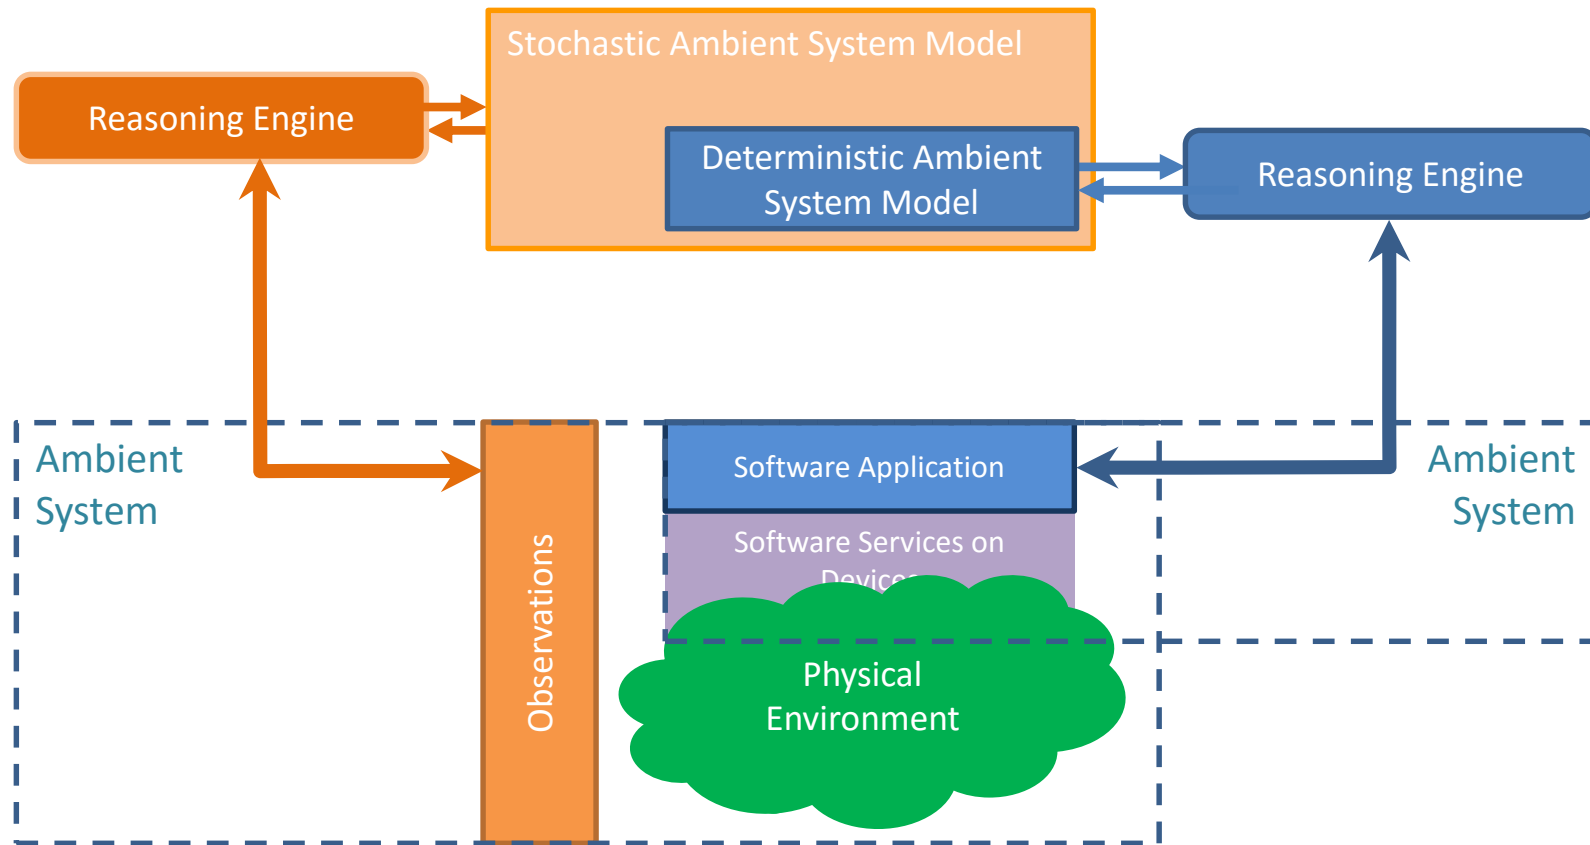 Stochastic Ambient System Model
Reasoning Engine
Deterministic Ambient
System Model
Reasoning Engine
Ambient
System
Observations
Software Application
Software Services on
Devices
Physical
Environment
Ambient
System